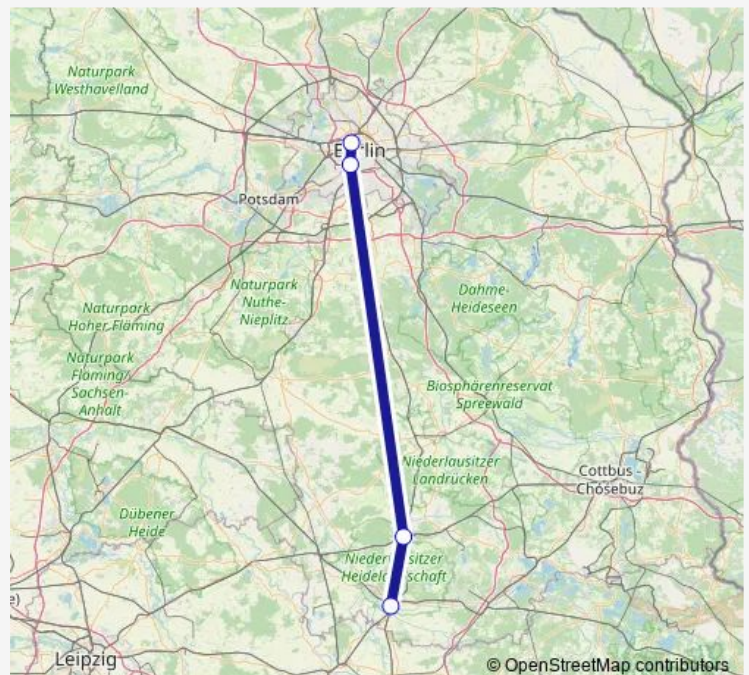 Naturpark
Westhavelland
Potsdam
Naturpark
Nuthe-
Nieplitz
Dahme-
Heideseen
Naturpark
Hoher Fläming
Naturpark
Fläming/
Sachsen-
Anhalt
Biosphärenreservat
Spreewald
Niederlausitzer
Landrücken
Cottbus -
Chóśebuz
Dübener
Heide
Leipzig
© OpenStreetMap contributors